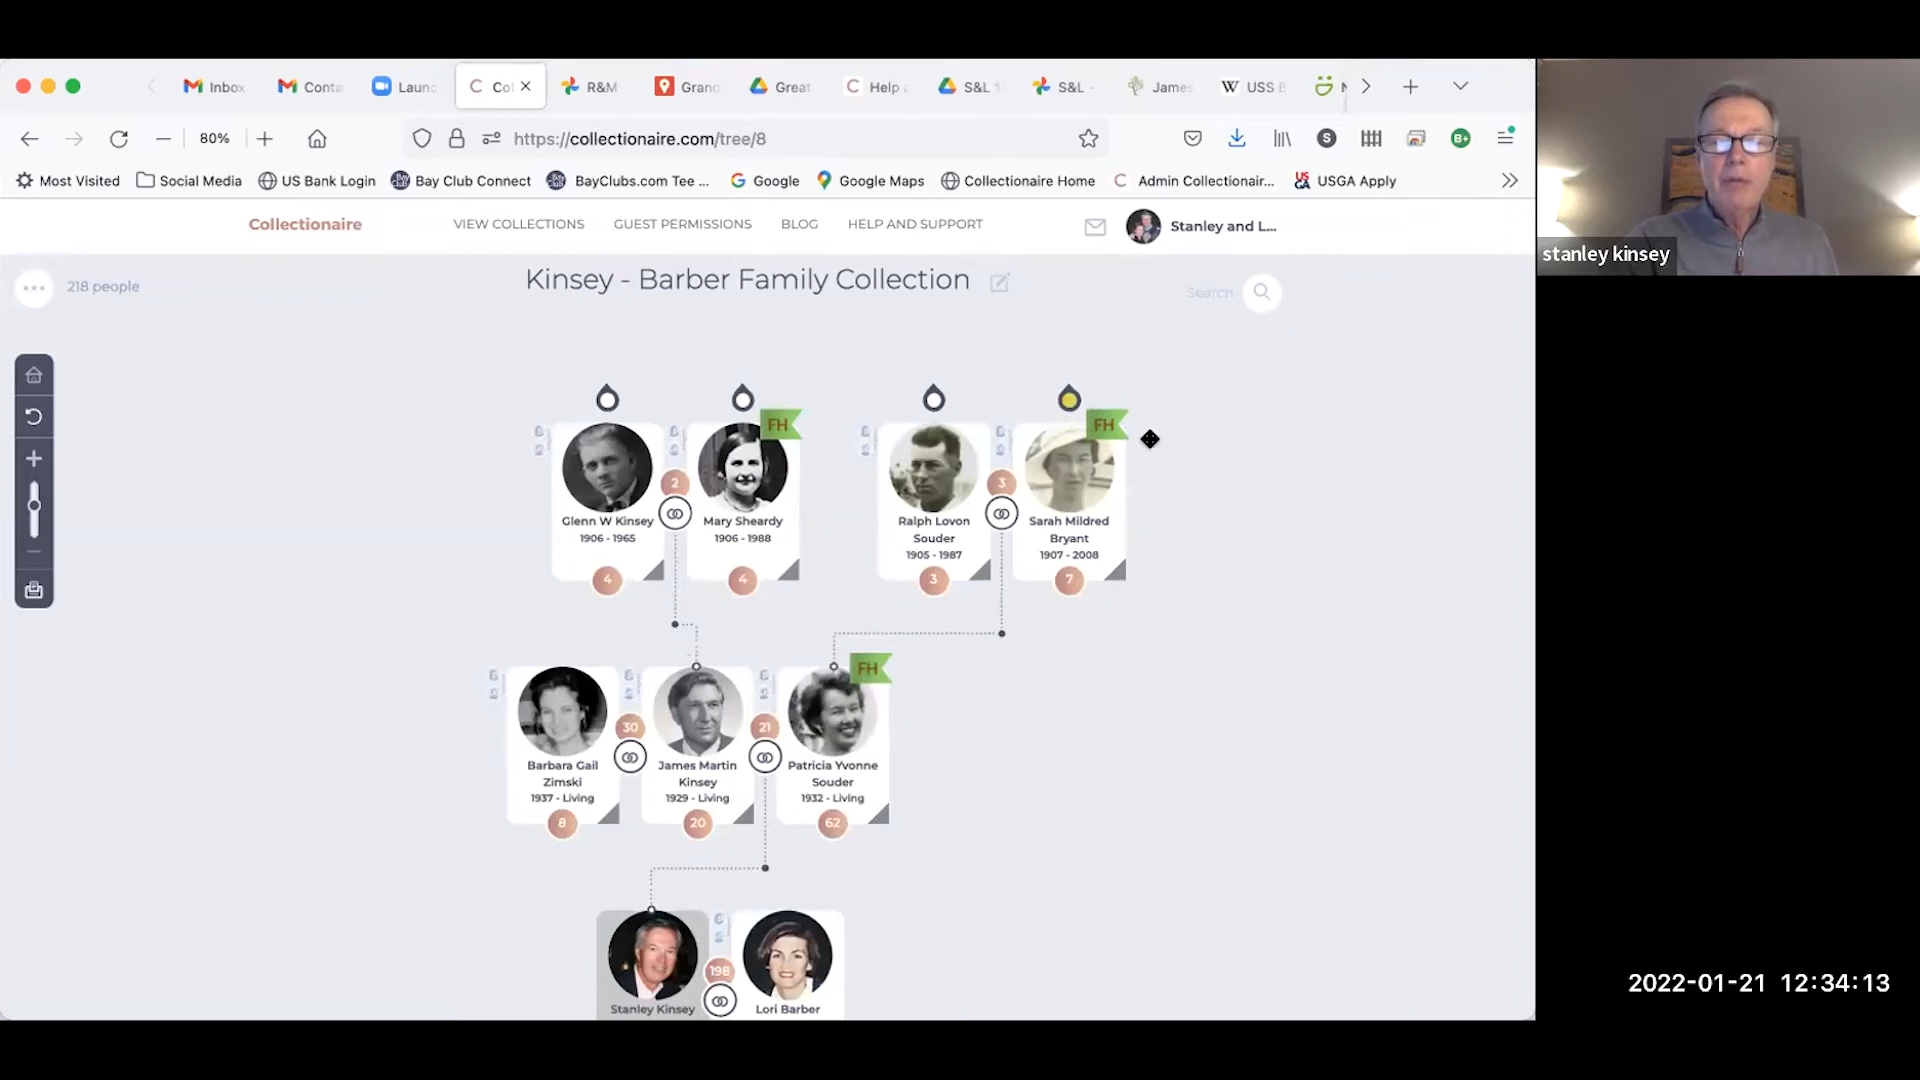 Inbox
Conta
Laun
Col
R&M
Gran
Great
Help
S&L
S&L
James
USS
80%
https://collectionaire.com/tree/8
Most Visited
Social Media
US Bank Login
Bay Club Connect
BayClubs.com Tee ...
Google
Google Maps
Collectionaire Home
Admin Collectionair...
USGA Apply
Collectionaire
VIEW COLLECTIONS
GUEST PERMISSIONS
BLOG
HELP AND SUPPORT
Stanley and L...
stanley kinsey
218 people
Kinsey - Barber Family Collection
Search
FH
FH
2
3
Glenn W Kinsey
1906 - 1965
Mary Sheardy
1906 - 1988
Ralph Lovon
Souder
1905 - 1987
Sarah Mildred
Bryant
1907 - 2008
4
4
3
7
FH
30
21
Barbara Gail
Zimski
1937 - Living
James Martin
Kinsey
1929 - Living
Patricia Yvonne
Souder
1932 - Living
8
20
62
198
Stanley Kinsey
Lori Barber
2022-01-21 12:34:13